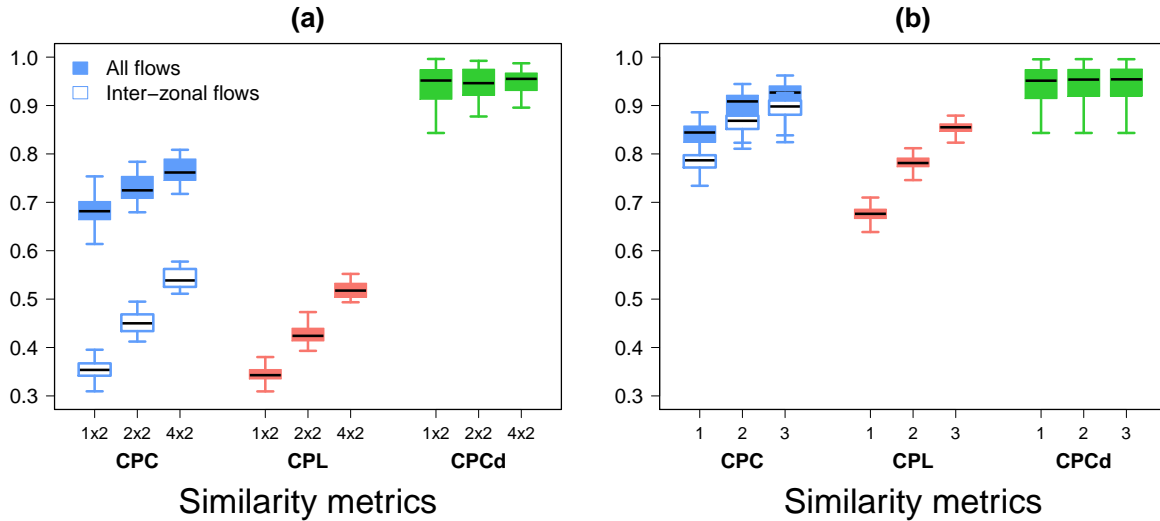 (a)
All flows
Inter−zonal flows
1.0
0.9
0.8
0.7
0.6
0.5
0.4
0.3
1x2 2x2 4x2 1x2 2x2 4x2 1x2 2x2 4x2
CPC CPL CPCd
Similarity metrics
(b)
1.0
0.9
0.8
0.7
0.6
0.5
0.4
0.3
1 2 3 1 2 3 1 2 3
CPC CPL CPCd
Similarity metrics